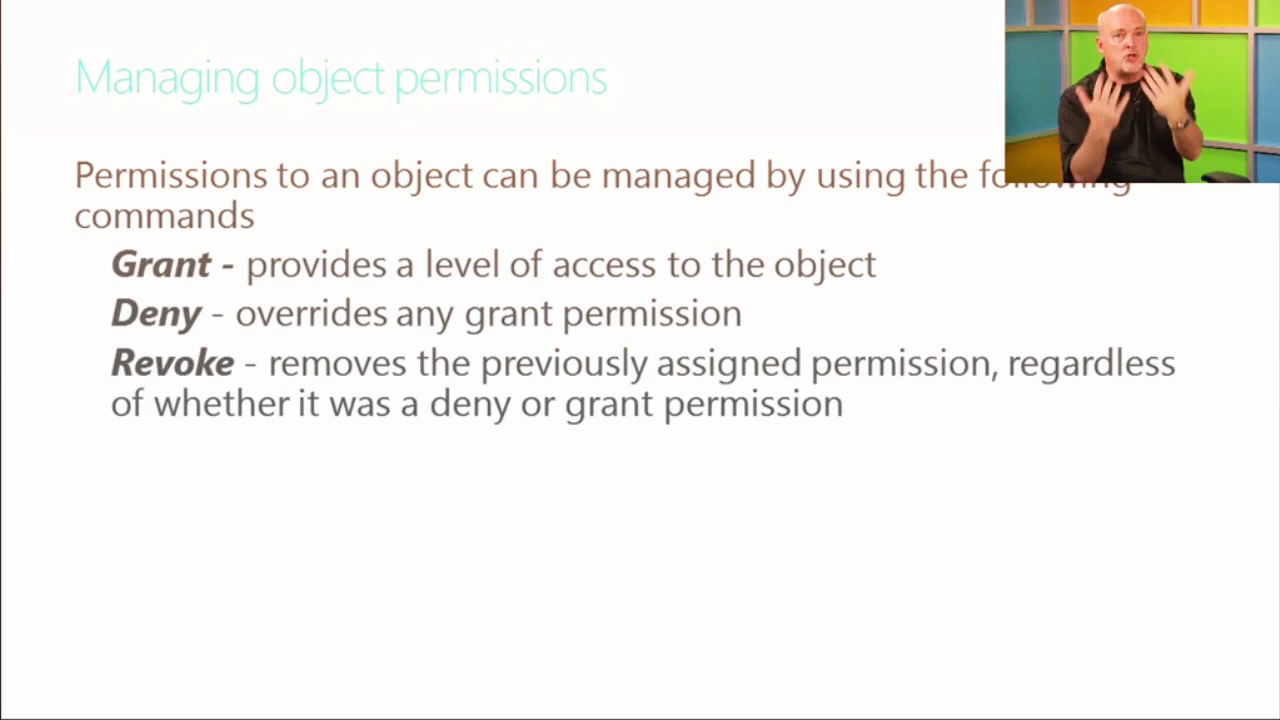 Managing object permissions
Permissions to an object can be managed by using the following
commands
Grant - provides a level of access to the object
Deny - overrides any grant permission
Revoke - removes the previously assigned permission, regardless
of whether it was a deny or grant permission